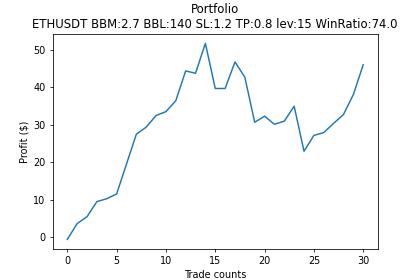 Portfolio
ETHUSDT BBM:2.7 BBL:140 SL:1.2 TP:0.8 lev:15 WinRatio:74.0
50
40
30
20
10
0
Profit ($)
0 5 10 15 20 25 30
Trade counts